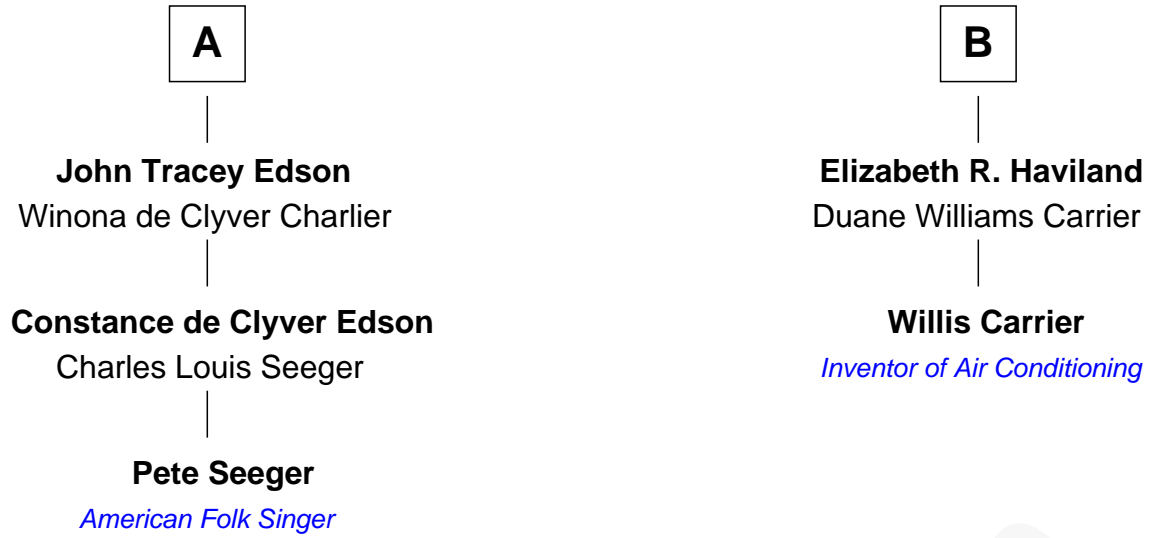 A
John Tracey Edson
Winona de Clyver Charlier
Constance de Clyver Edson
Charles Louis Seeger
Pete Seeger
American Folk Singer
B
Elizabeth R. Haviland
Duane Williams Carrier
Willis Carrier
Inventor of Air Conditioning